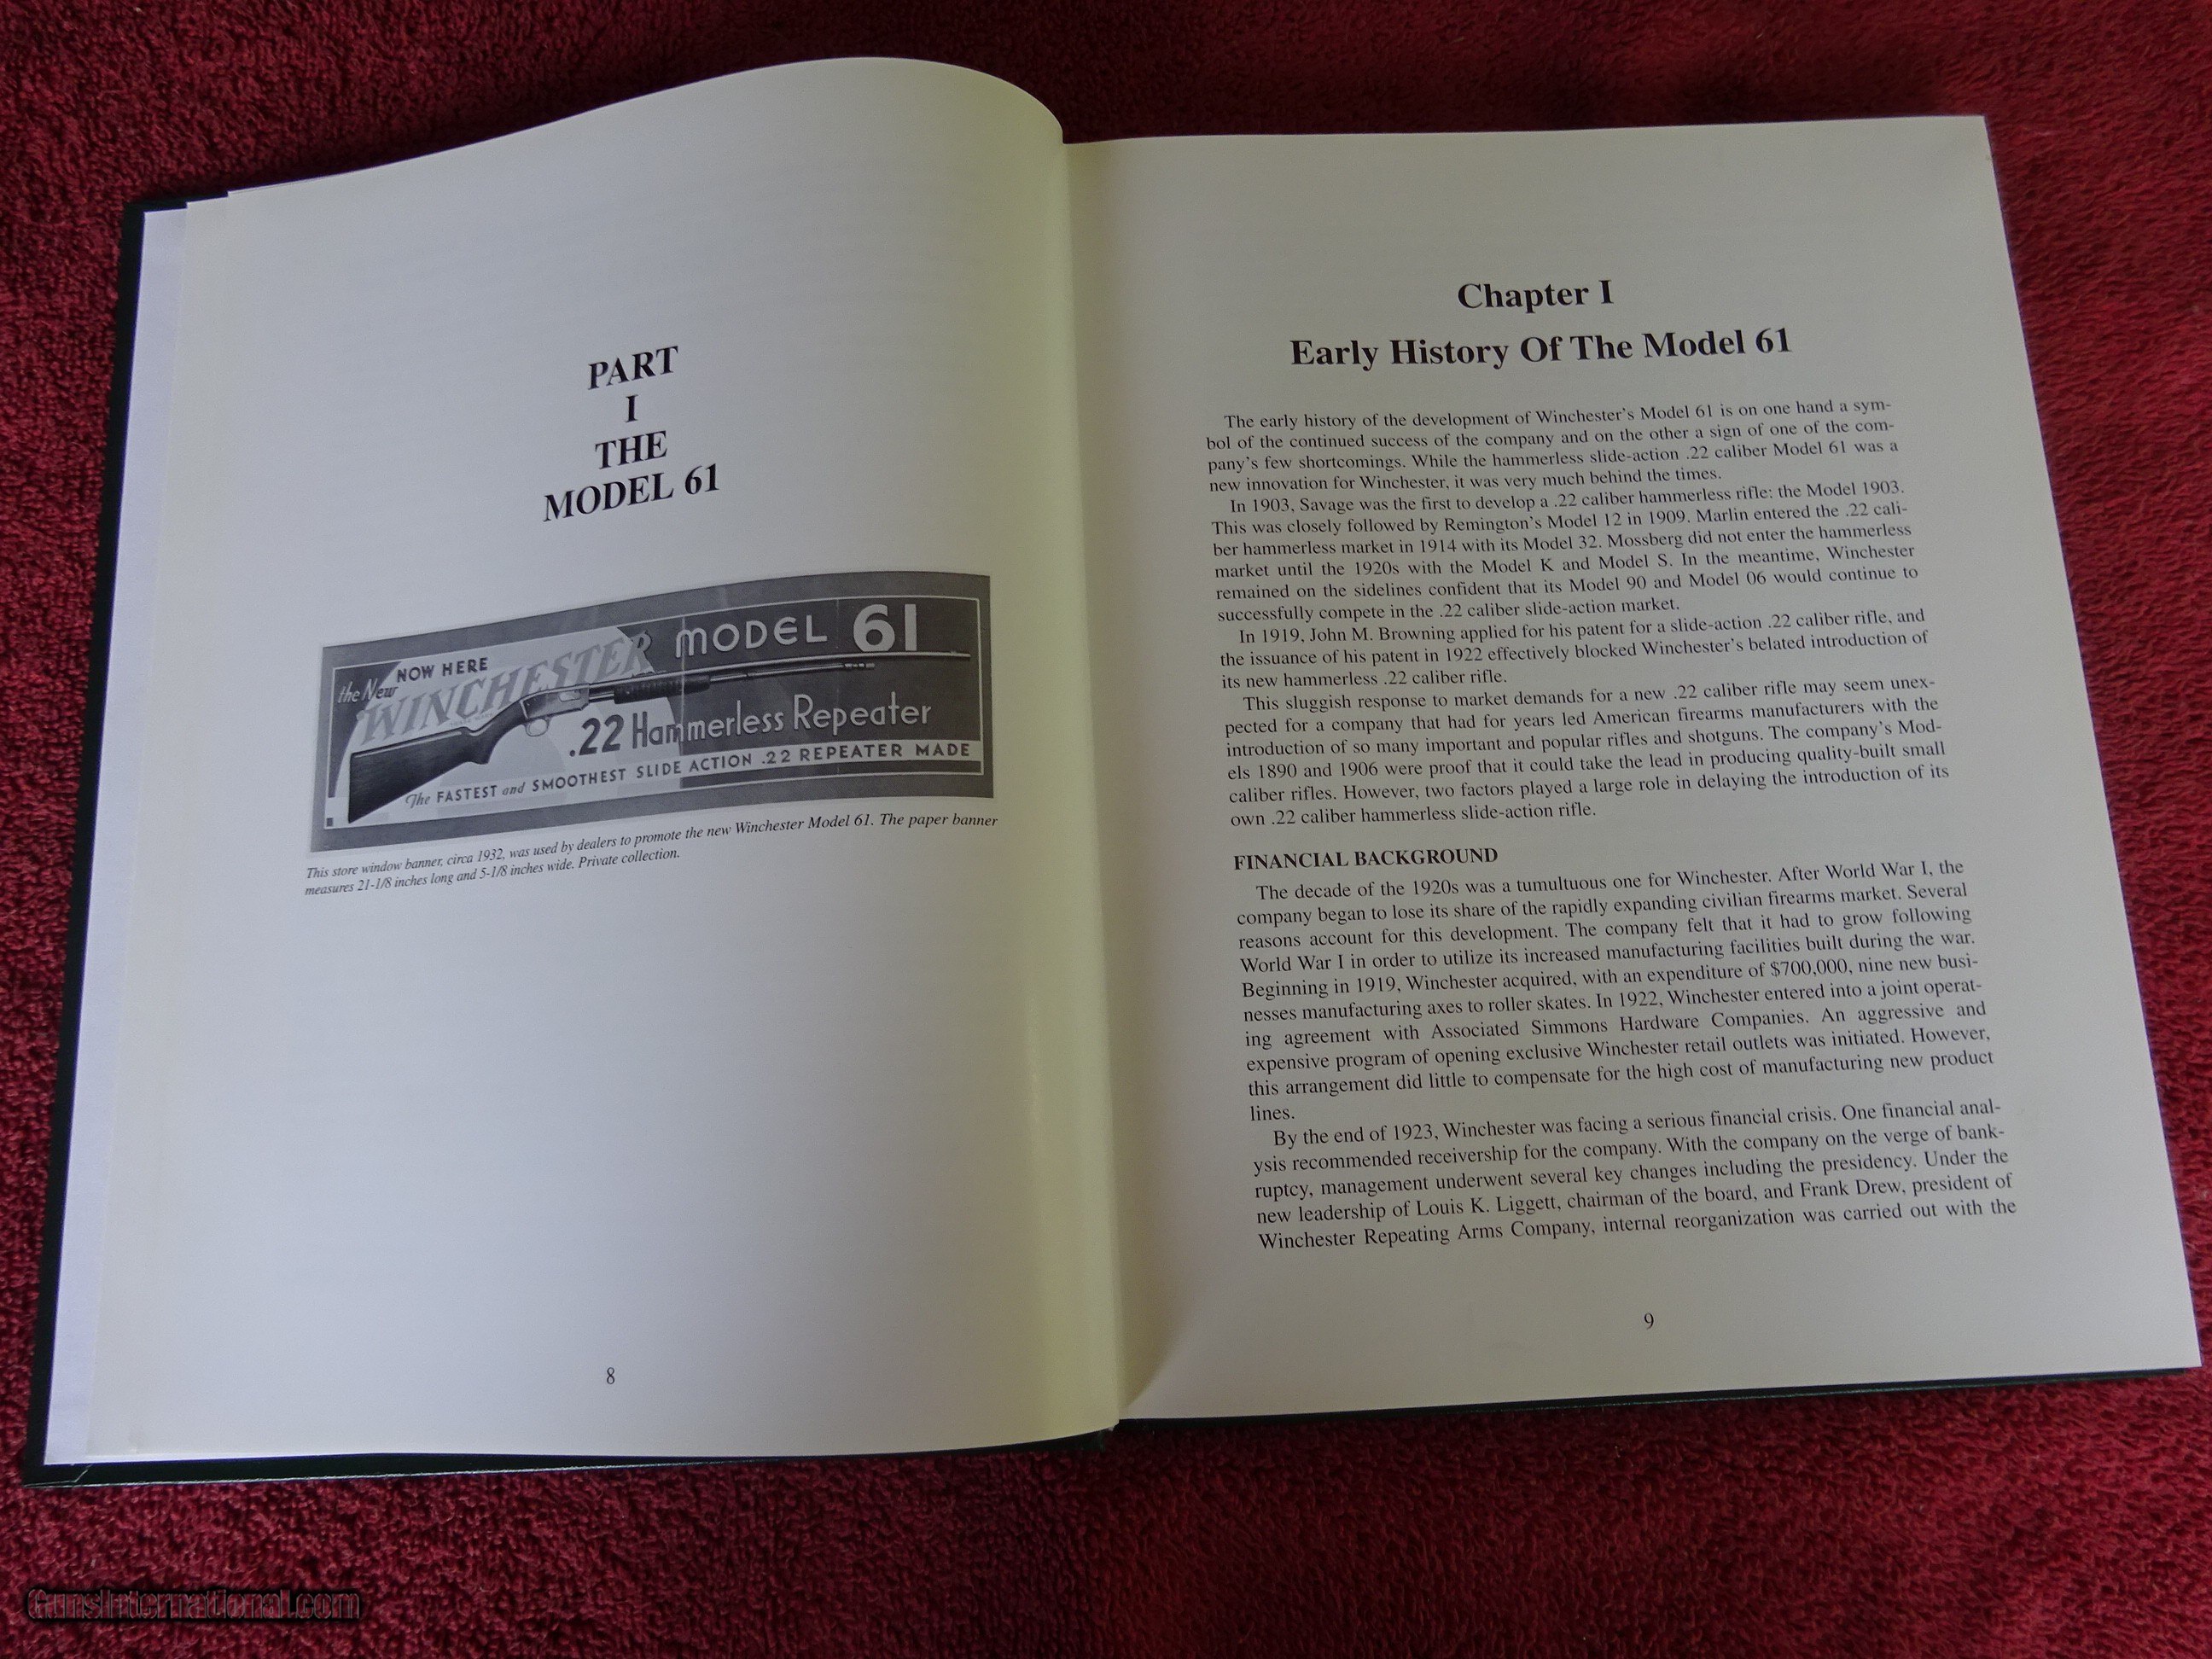 PART
I
THE
MODEL 61
NOW HERE
the New
WINCHESTER
MODEL 61
.22 Hammerless Repeater
The FASTEST and SMOOTHEST SLIDE ACTION .22 REPEATER MADE
This store window banner, circa 1932, was used by dealers to promote the new Winchester Model 61. The paper banner
measures 21-1/8 inches long and 5-1/8 inches wide. Private collection.
8
Chapter I
Early History Of The Model 61
The early history of the development of Winchester's Model 61 is on one hand a sym-
bol of the continued success of the company and on the other a sign of one of the com-
pany's few shortcomings. While the hammerless slide-action .22 caliber Model 61 was a
new innovation for Winchester, it was very much behind the times.
In 1903, Savage was the first to develop a .22 caliber hammerless rifle: the Model 1903.
This was closely followed by Remington's Model 12 in 1909. Marlin entered the .22 cali-
ber hammerless market in 1914 with its Model 32. Mossberg did not enter the hammerless
market until the 1920s with the Model K and Model S. In the meantime, Winchester
remained on the sidelines confident that its Model 90 and Model 06 would continue to
successfully compete in the .22 caliber slide-action market.
In 1919, John M. Browning applied for his patent for a slide-action .22 caliber rifle, and
the issuance of his patent in 1922 effectively blocked Winchester's belated introduction of
its new hammerless .22 caliber rifle.
This sluggish response to market demands for a new .22 caliber rifle may seem unex-
pected for a company that had for years led American firearms manufacturers with the
introduction of so many important and popular rifles and shotguns. The company's Mod-
els 1890 and 1906 were proof that it could take the lead in producing quality-built small
caliber rifles. However, two factors played a large role in delaying the introduction of its
own .22 caliber hammerless slide-action rifle.
FINANCIAL BACKGROUND
The decade of the 1920s was a tumultuous one for Winchester. After World War I, the
company began to lose its share of the rapidly expanding civilian firearms market. Several
reasons account for this development. The company felt that it had to grow following
World War I in order to utilize its increased manufacturing facilities built during the war.
Beginning in 1919, Winchester acquired, with an expenditure of $700,000, nine new busi-
nesses manufacturing axes to roller skates. In 1922, Winchester entered into a joint operat-
ing agreement with Associated Simmons Hardware Companies. An aggressive and
expensive program of opening exclusive Winchester retail outlets was initiated. However,
this arrangement did little to compensate for the high cost of manufacturing new product
lines.
By the end of 1923, Winchester was facing a serious financial crisis. One financial anal-
ysis recommended receivership for the company. With the company on the verge of bank-
ruptcy, management underwent several key changes including the presidency. Under the
new leadership of Louis K. Liggett, chairman of the board, and Frank Drew, president of
Winchester Repeating Arms Company, internal reorganization was carried out with the
9
GunsInternational.com